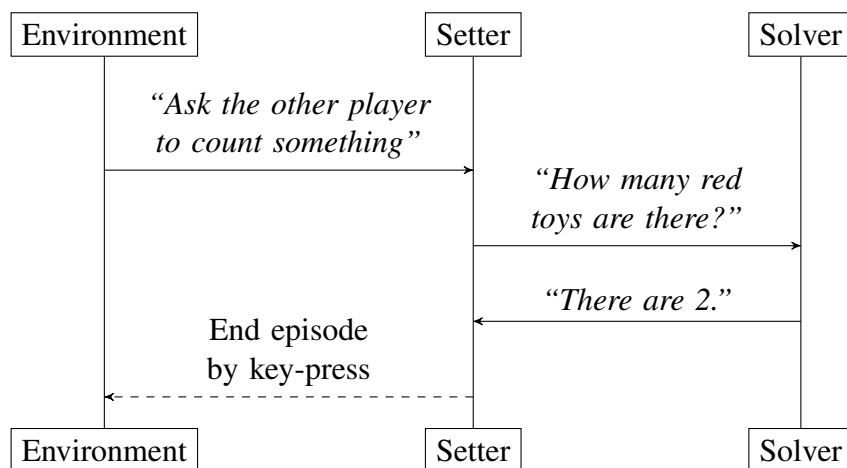 Environment Setter Solver
“Ask the other player
to count something”
“How many red
toys are there?”
“There are 2.”
End episode
by key-press
Environment Setter Solver